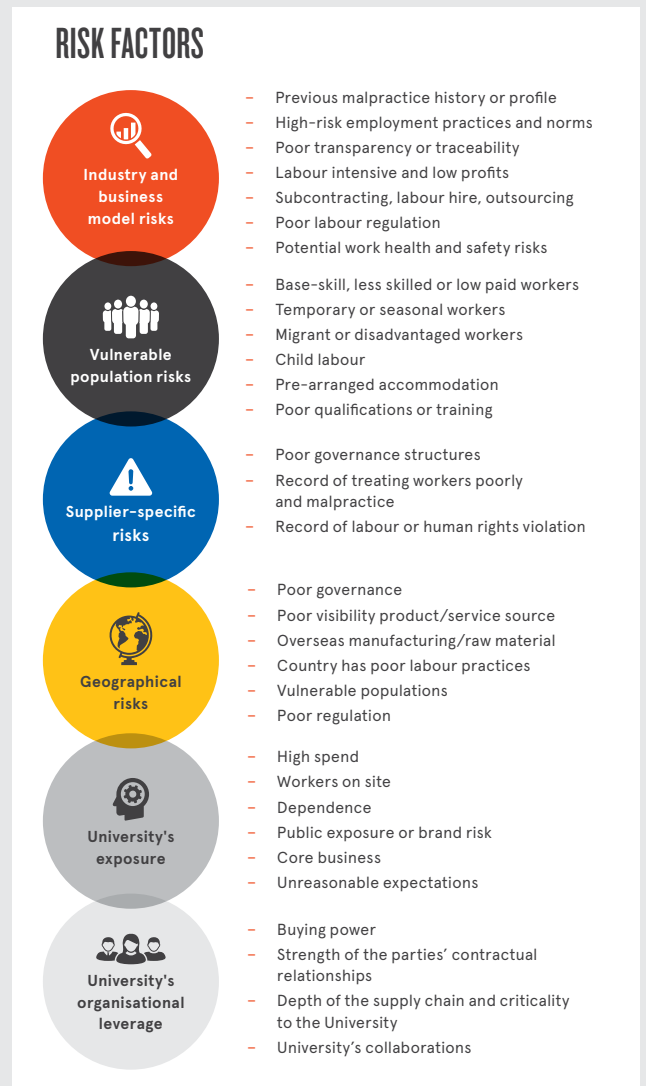 RISK FACTORS
Industry and
business
model risks
– Previous malpractice history or profile
– High-risk employment practices and norms
– Poor transparency or traceability
– Labour intensive and low profits
– Subcontracting, labour hire, outsourcing
– Poor labour regulation
– Potential work health and safety risks
Vulnerable
population risks
– Base-skill, less skilled or low paid workers
– Temporary or seasonal workers
– Migrant or disadvantaged workers
– Child labour
– Pre-arranged accommodation
– Poor qualifications or training
Supplier-specific
risks
– Poor governance structures
– Record of treating workers poorly
and malpractice
– Record of labour or human rights violation
Geographical
risks
– Poor governance
– Poor visibility product/service source
– Overseas manufacturing/raw material
– Country has poor labour practices
– Vulnerable populations
– Poor regulation
University's
exposure
– High spend
– Workers on site
– Dependence
– Public exposure or brand risk
– Core business
– Unreasonable expectations
University's
organisational
leverage
– Buying power
– Strength of the parties’ contractual
relationships
– Depth of the supply chain and criticality
to the University
– University’s collaborations